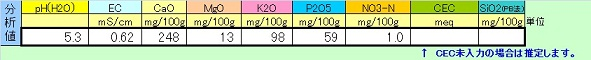 分析値
pH(H2O) EC CaO MgO K2O P2O5 NO3-N CEC SiO2(PB法)
mS/cm mg/100g mg/100g mg/100g mg/100g mg/100g meq mg/100g 単位
5.3 0.62 248 13 98 59 1.0
↑ CEC未入力の場合は推定します。